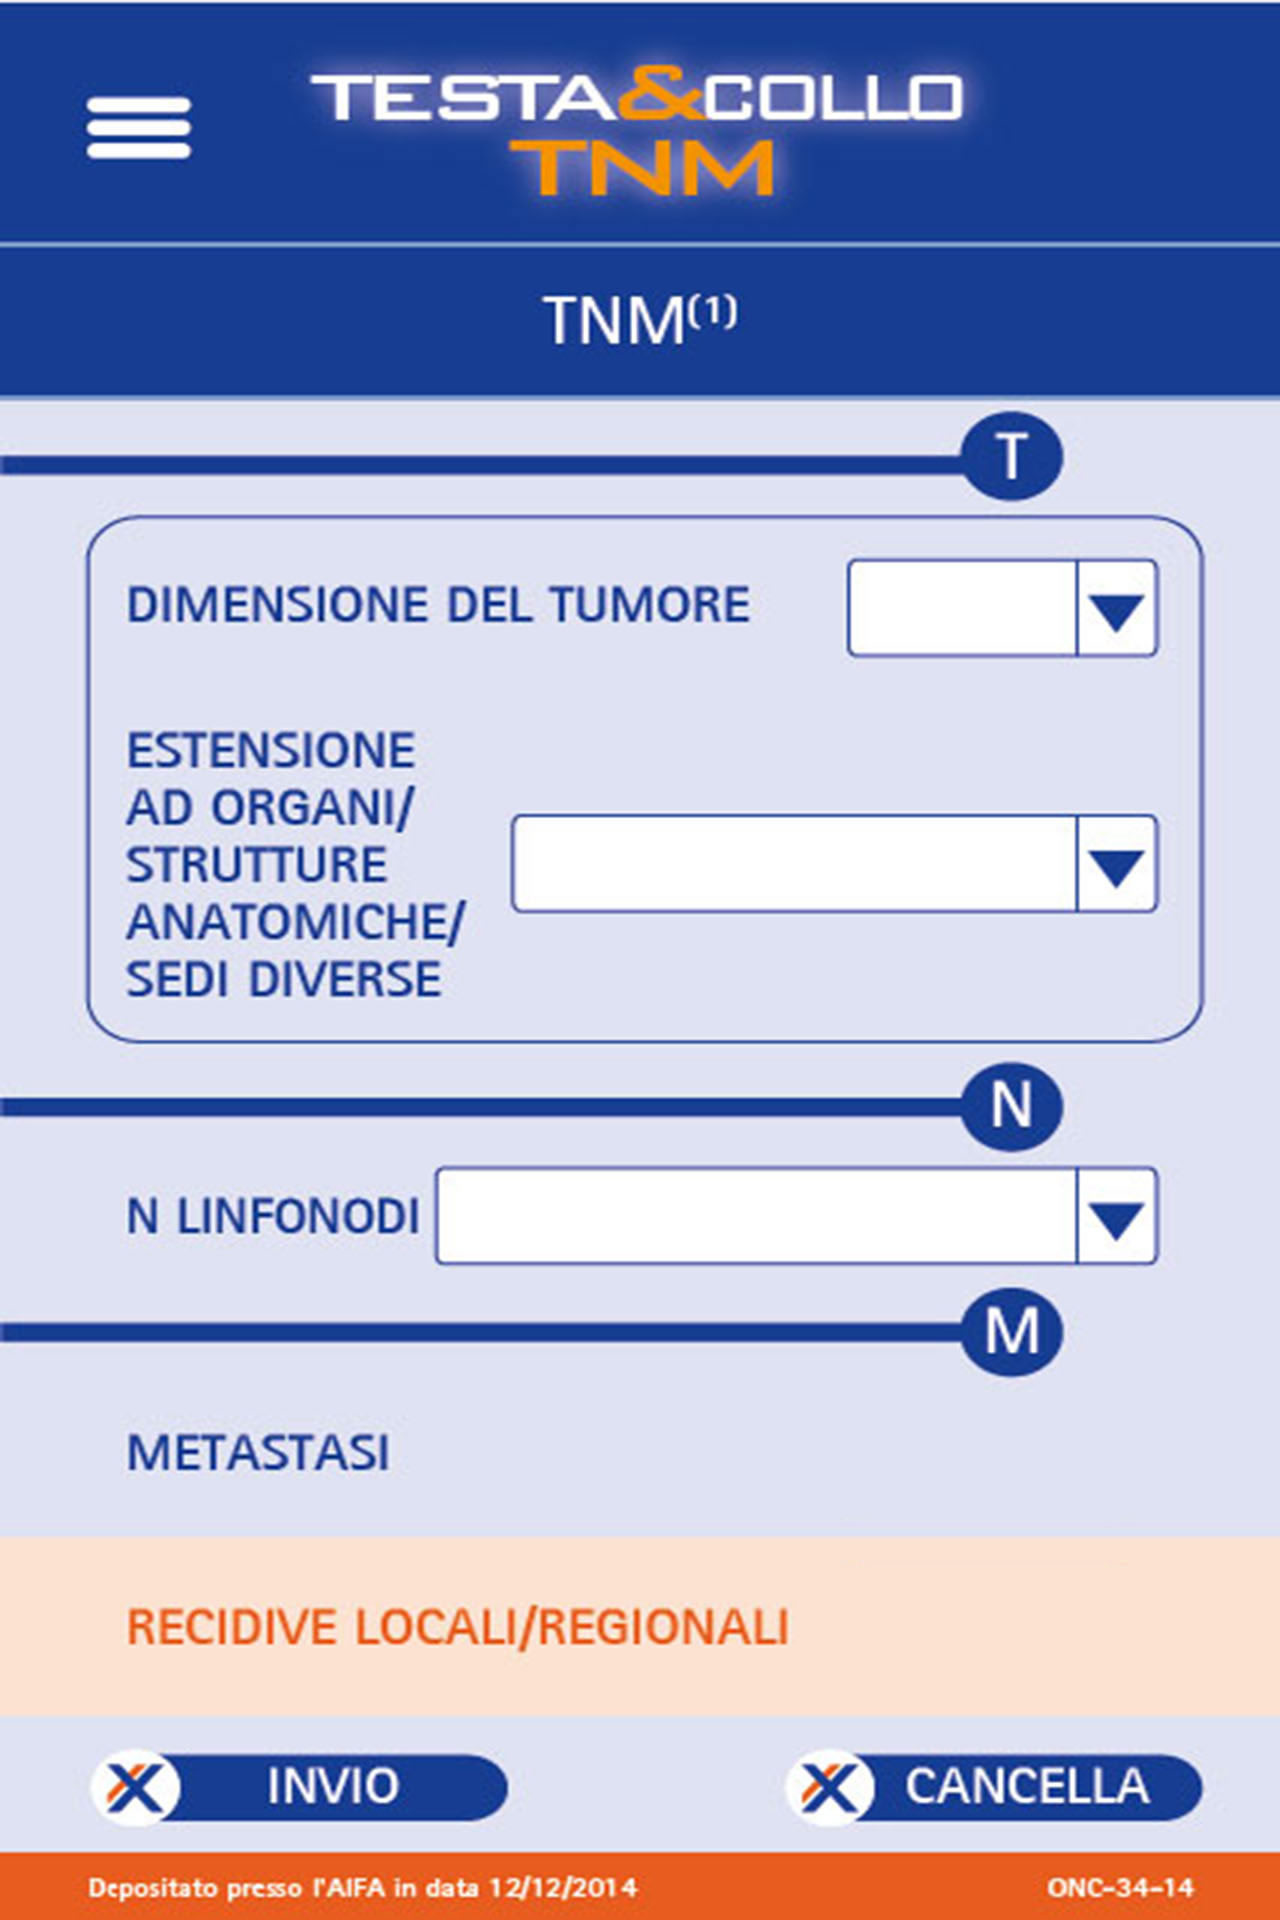 TESTA&COLLO
TNM
TNM(1)
T
DIMENSIONE DEL TUMORE
ESTENSIONE
AD ORGANI/
STRUTTURE
ANATOMICHE/
SEDI DIVERSE
N
N LINFONODI
M
METASTASI
RECIDIVE LOCALI/REGIONALI
INVIO
CANCELLA
Depositato presso l'AIFA in data 12/12/2014
ONC-34-14